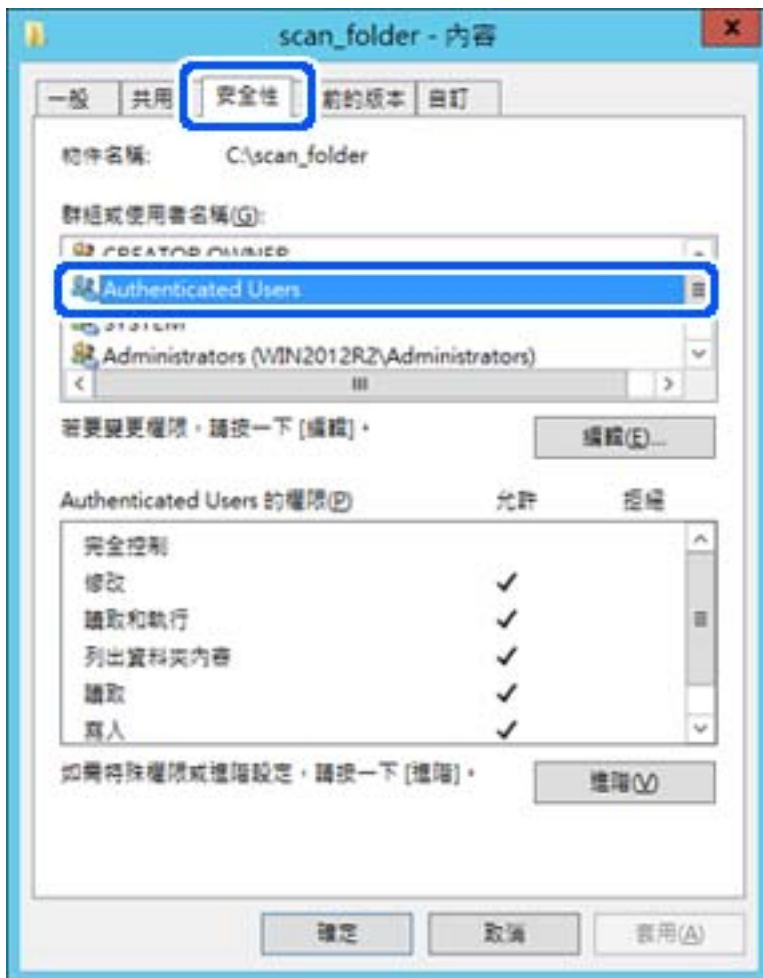 scan_folder - 內容
一般 共用 安全性 前的版本 自訂
物件名稱: C:\scan_folder
群組或使用者名稱(G):
CREATOR OWNER
Authenticated Users
SYSTEM
Administrators (WIN2012R2\Administrators)
若要變更權限，請按一下 [編輯]。 編輯(E)...
Authenticated Users 的權限(P) 允許 拒絕
完全控制
修改
讀取和執行
列出資料夾內容
讀取
寫入
如需特殊權限或進階設定，請按一下 [進階]。 進階(V)
確定 取消 套用(A)